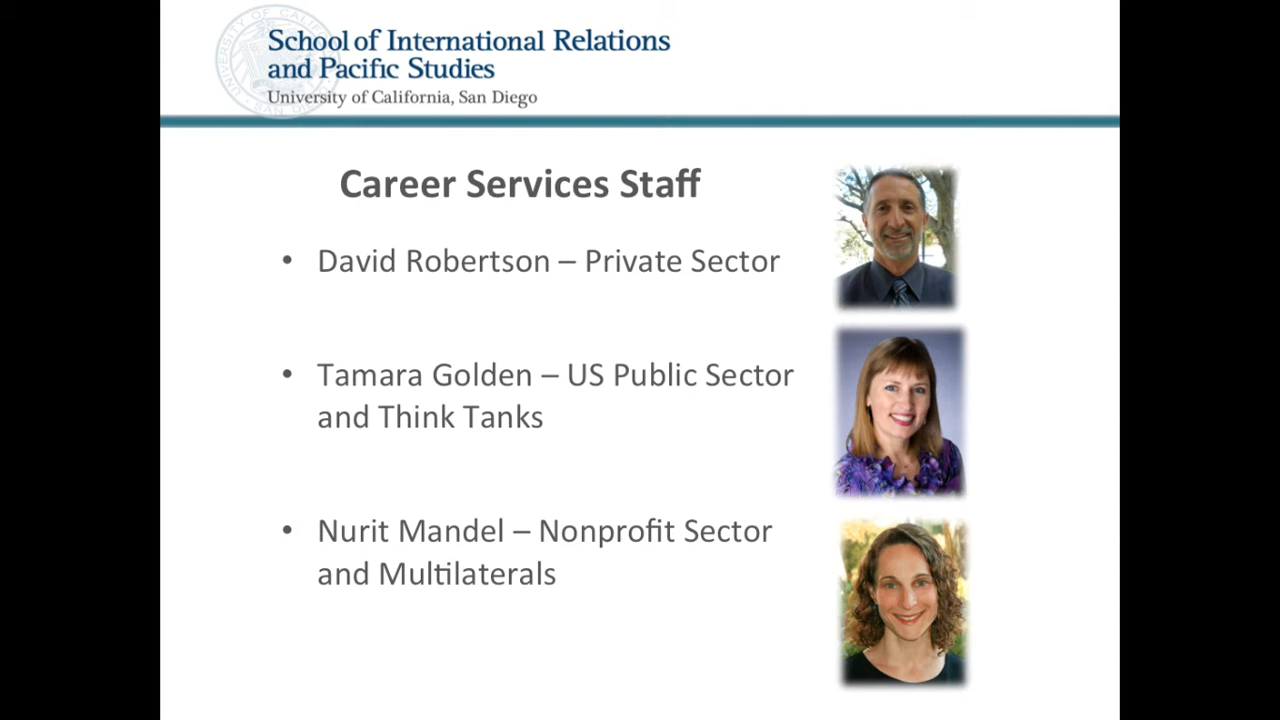 School of International Relations
and Pacific Studies
University of California, San Diego
Career Services Staff
• David Robertson – Private Sector
• Tamara Golden – US Public Sector
and Think Tanks
• Nurit Mandel – Nonprofit Sector
and Multilaterals